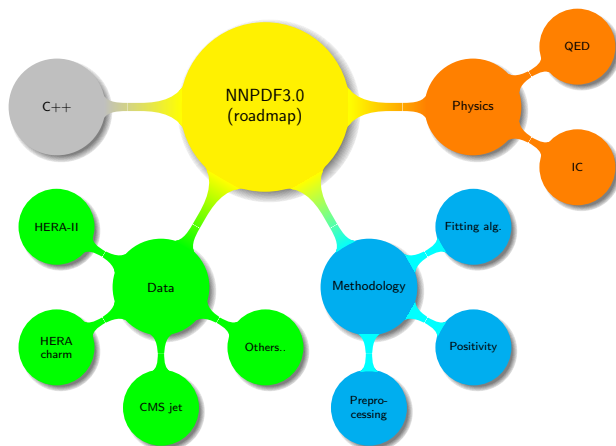 QED
C++
NNPDF3.0
(roadmap)
Physics
IC
HERA-II
Fitting alg.
Data
Methodology
HERA
charm
Others..
Positivity
CMS jet
Prepro-
cessing